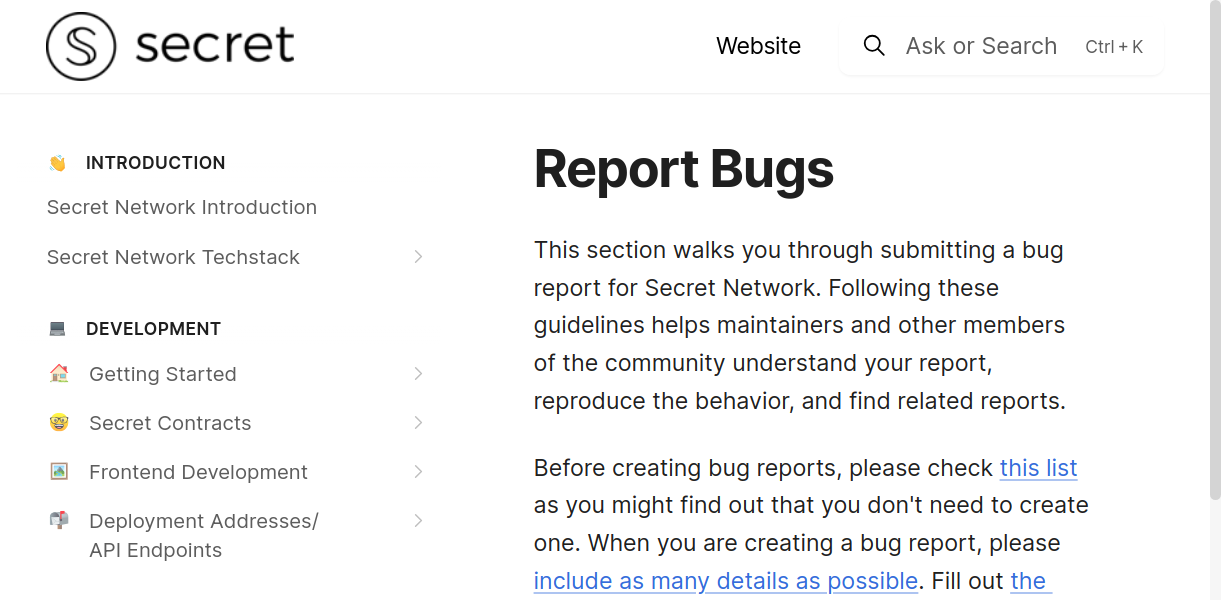 secret
Website
Ask or Search Ctrl + K
👋 INTRODUCTION
Secret Network Introduction
Secret Network Techstack
💻 DEVELOPMENT
🏠 Getting Started
🤓 Secret Contracts
🖼️ Frontend Development
📬 Deployment Addresses/
API Endpoints
Report Bugs
This section walks you through submitting a bug
report for Secret Network. Following these
guidelines helps maintainers and other members
of the community understand your report,
reproduce the behavior, and find related reports.
Before creating bug reports, please check this list
as you might find out that you don't need to create
one. When you are creating a bug report, please
include as many details as possible. Fill out the